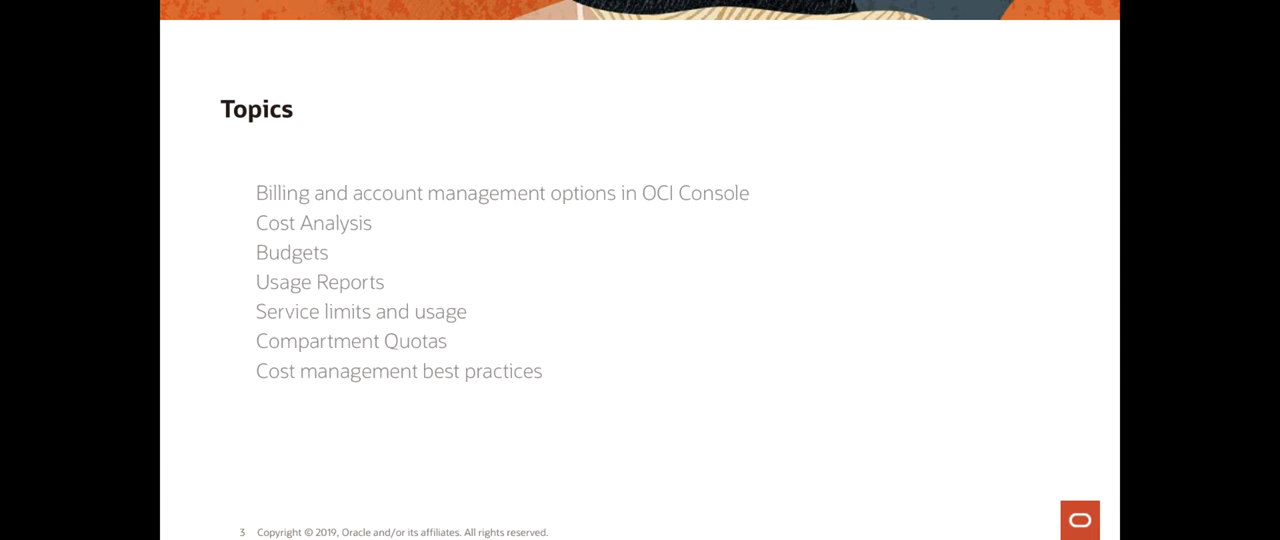 Topics
Billing and account management options in OCI Console
Cost Analysis
Budgets
Usage Reports
Service limits and usage
Compartment Quotas
Cost management best practices
3 Copyright © 2019, Oracle and/or its affiliates. All rights reserved.